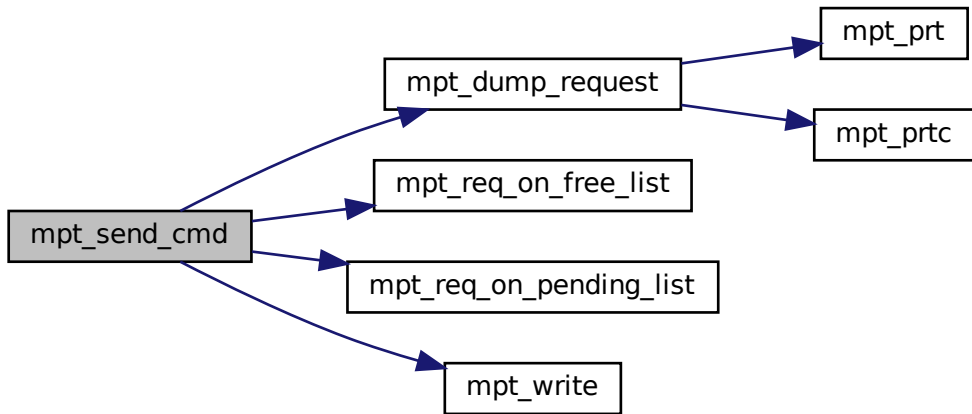 mpt_prt
mpt_dump_request
mpt_prtc
mpt_req_on_free_list
mpt_send_cmd
mpt_req_on_pending_list
mpt_write